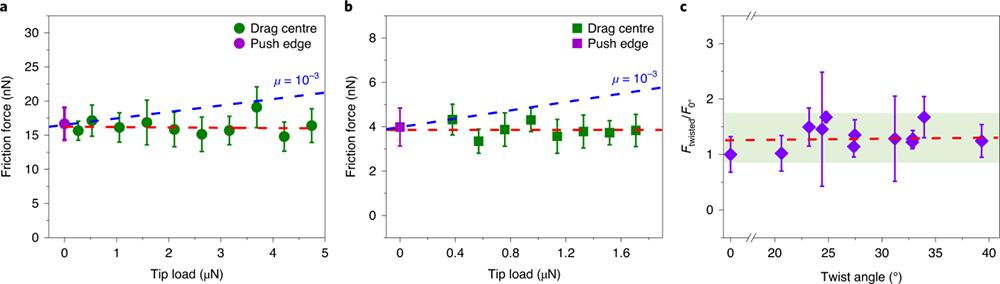 a
30
25
20
15
10
5
0
Friction force (nN)
Drag centre
Push edge
μ = 10⁻³
0
1
2
3
4
5
Tip load (μN)
b
8
6
4
2
0
Friction force (nN)
Drag centre
Push edge
μ = 10⁻³
0
0.4
0.8
1.2
1.6
Tip load (μN)
c
3
2
1
0
Ftwisted/F0°
0
20
25
30
35
40
Twist angle (°)